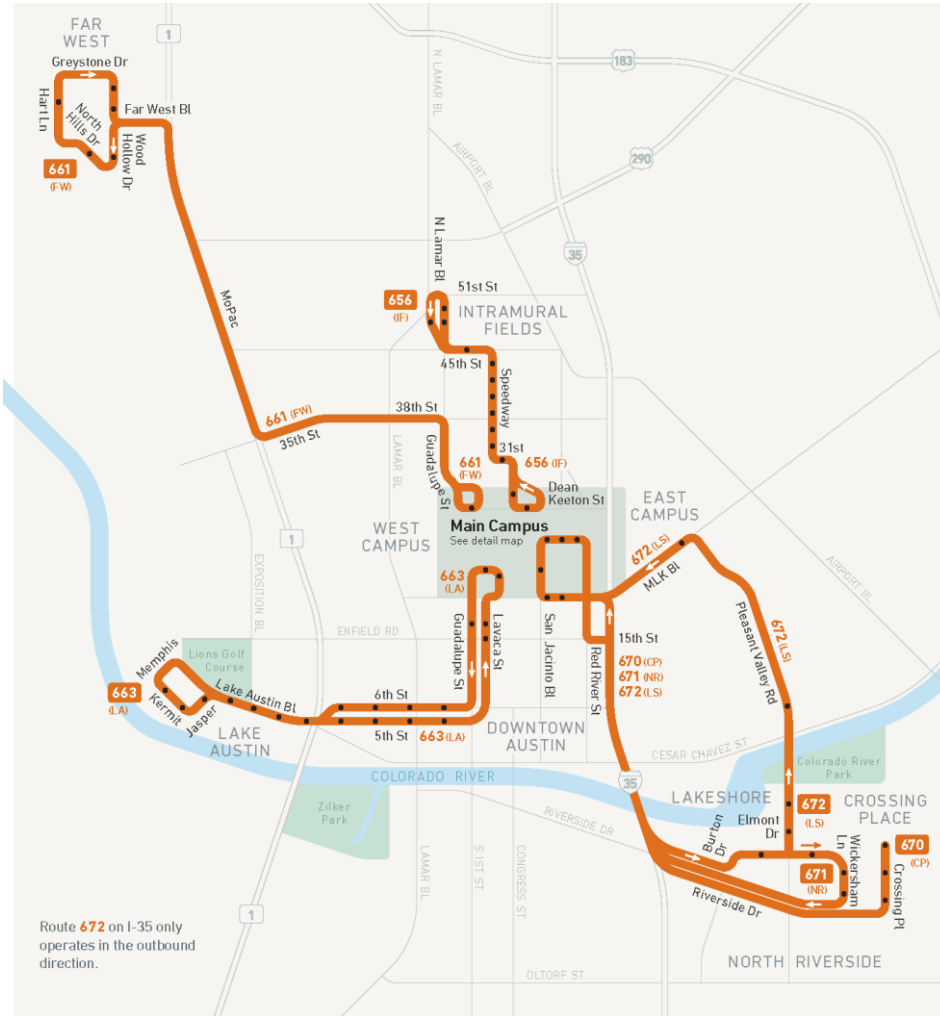 FAR
WEST
Greystone Dr
Hart Ln
North
Hills Dr
Far West Bl
Wood
Hollow Dr
661
(FW)
1
N LAMAR BL
183
AIRPORT BL
290
35
N Lamar Bl
51st St
656
(IF)
INTRAMURAL
FIELDS
45th St
Speedway
MoPac
661 (FW)
35th St
38th St
LAMAR BL
Guadalupe St
661
(FW)
31st
656 (IF)
Dean
Keeton St
EAST
CAMPUS
WEST
CAMPUS
Main Campus
See detail map
672 (LS)
MLK Bl
AIRPORT BL
1
EXPOSITION BL
663
(LA)
Guadalupe St
Lavaca St
San Jacinto Bl
Red River St
15th St
Pleasant Valley Rd
672 (LS)
ENFIELD RD
670 (CP)
671 (NR)
672 (LS)
Lions Golf
Course
Memphis
Kermit
Jasper
663
(LA)
Lake Austin Bl
6th St
5th St
663 (LA)
LAKE
AUSTIN
DOWNTOWN
AUSTIN
CESAR CHAVEZ ST
COLORADO RIVER
35
Colorado River
Park
Zilker
Park
RIVERSIDE DR
LAKESHORE
CROSSING
PLACE
Burton
Dr
Elmont
Dr
672
(LS)
Wickersham
Ln
670
(CP)
671
(NR)
Crossing Pl
Riverside Dr
LAMAR BL
S 1ST ST
CONGRESS ST
1
Route 672 on I-35 only
operates in the outbound
direction.
NORTH RIVERSIDE
OLTORF ST